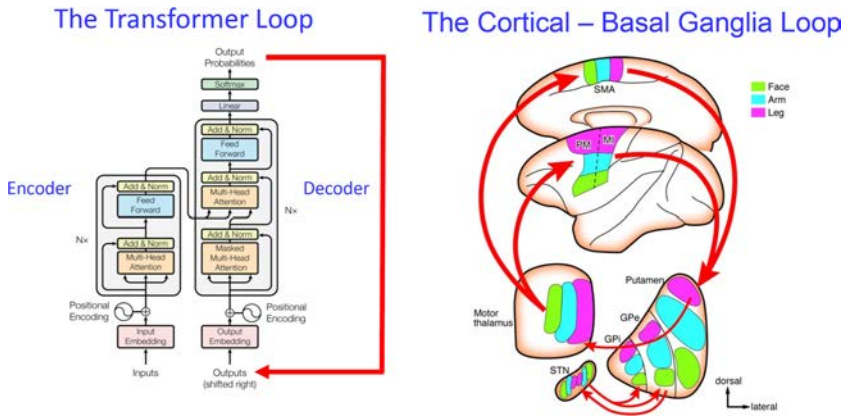 The Transformer Loop
Output
Probabilities
Softmax
Linear
Add & Norm
Feed
Forward
Add & Norm
Multi-Head
Attention
Add & Norm
Masked
Multi-Head
Attention
Nx
Decoder
Encoder
Add & Norm
Feed
Forward
Nx
Add & Norm
Multi-Head
Attention
Positional
Encoding
Positional
Encoding
Input
Embedding
Output
Embedding
Inputs
Outputs
(shifted right)
The Cortical – Basal Ganglia Loop
SMA
Face
Arm
Leg
PM
MI
Motor
thalamus
Putamen
GPe
GPi
STN
dorsal
lateral